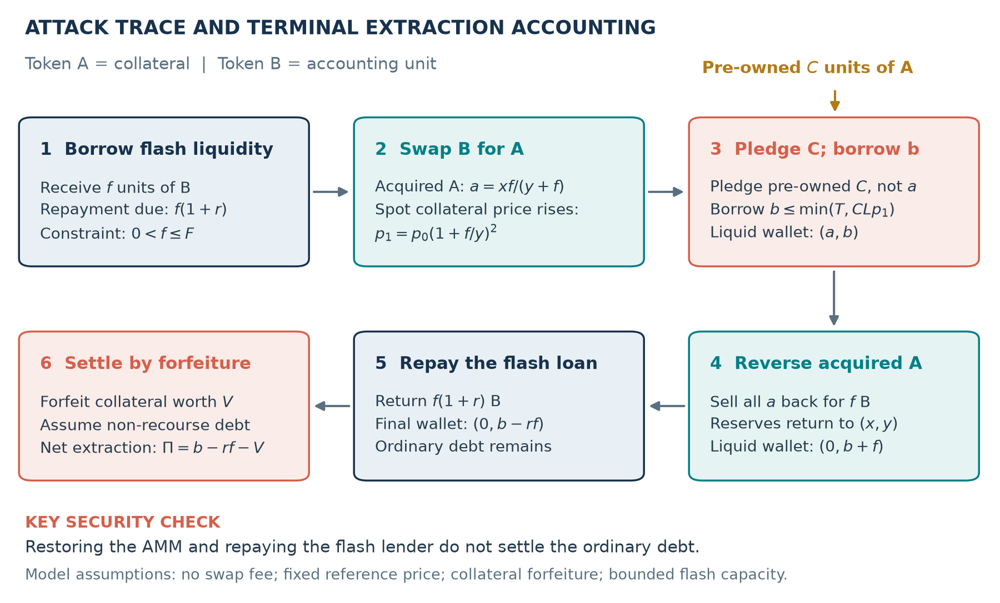 ATTACK TRACE AND TERMINAL EXTRACTION ACCOUNTING
Token A = collateral | Token B = accounting unit
Pre-owned C units of A
1 Borrow flash liquidity
Receive f units of B
Repayment due: f(1 + r)
Constraint: 0 < f ≤ F
2 Swap B for A
Acquired A: a = xf/(y + f)
Spot collateral price rises:
p₁ = p₀(1 + f/y)²
3 Pledge C; borrow b
Pledge pre-owned C, not a
Borrow b ≤ min(T, CLp₁)
Liquid wallet: (a, b)
4 Reverse acquired A
Sell all a back for f B
Reserves return to (x, y)
Liquid wallet: (0, b + f)
5 Repay the flash loan
Return f(1 + r) B
Final wallet: (0, b − rf)
Ordinary debt remains
6 Settle by forfeiture
Forfeit collateral worth V
Assume non-recourse debt
Net extraction: Π = b − rf − V
KEY SECURITY CHECK
Restoring the AMM and repaying the flash lender do not settle the ordinary debt.
Model assumptions: no swap fee; fixed reference price; collateral forfeiture; bounded flash capacity.